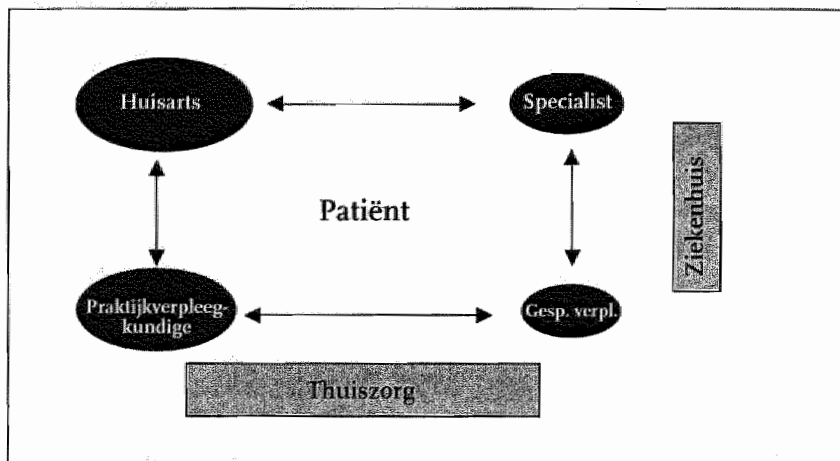 Huisarts
Specialist
Patiënt
Ziekenhuis
Praktijkverpleeg-
kundige
Gesp. verpl.
Thuiszorg